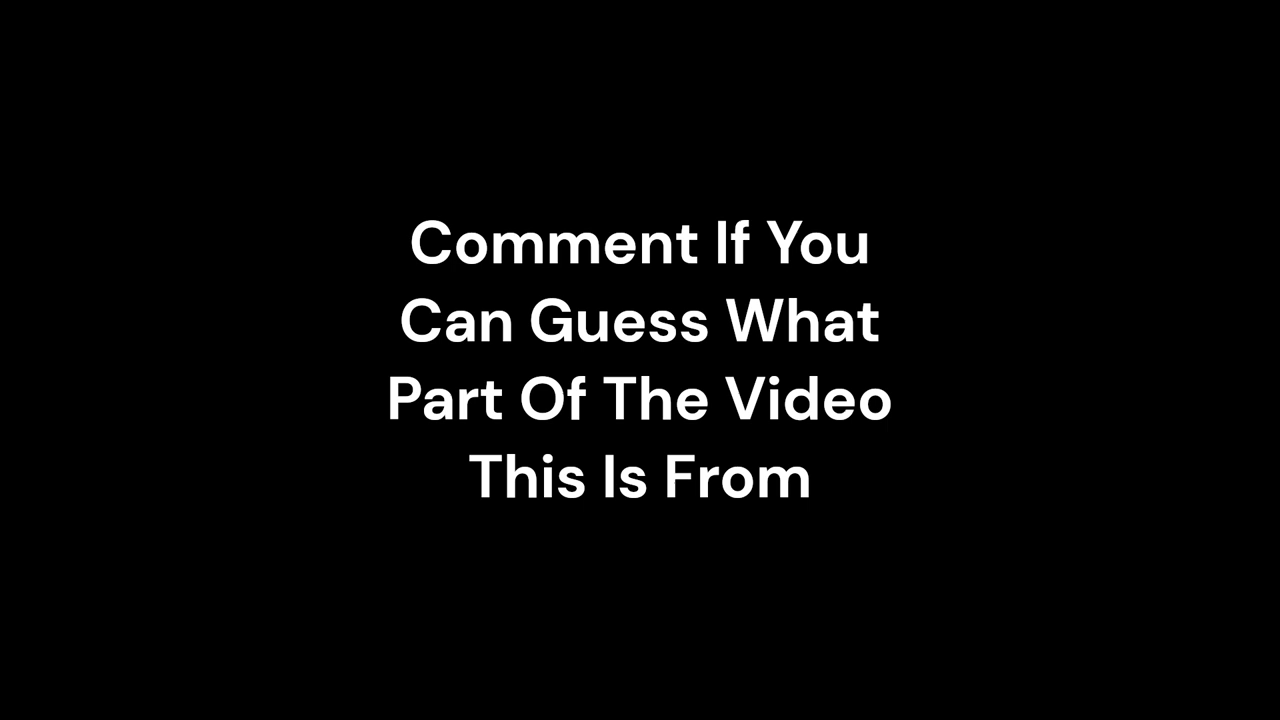 Comment If You
Can Guess What
Part Of The Video
This Is From